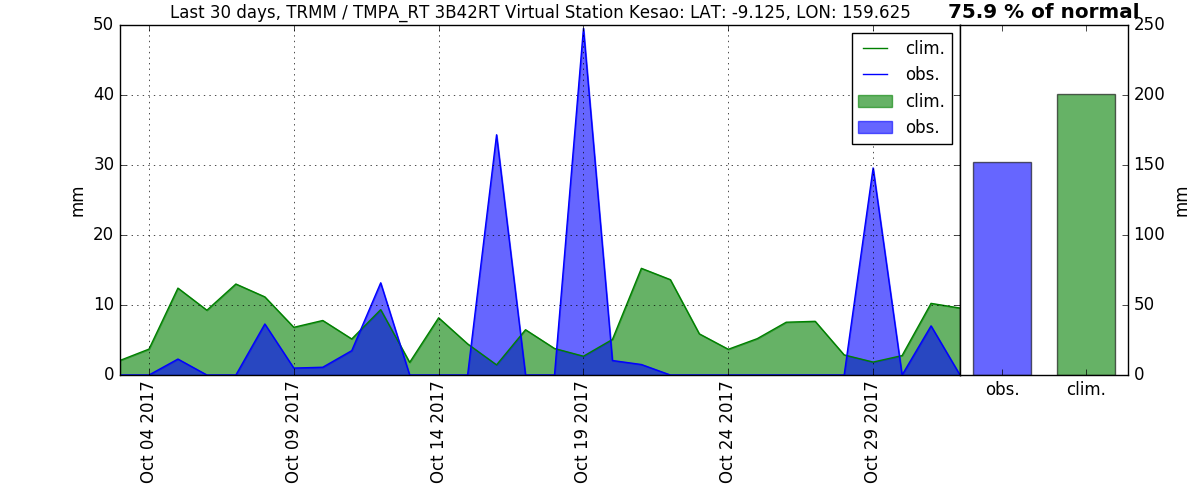 Last 30 days, TRMM / TMPA_RT 3B42RT Virtual Station Kesao: LAT: -9.125, LON: 159.625
75.9 % of normal
50
40
30
20
10
0
mm
clim.
obs.
clim.
obs.
250
200
150
100
50
0
mm
Oct 04 2017
Oct 09 2017
Oct 14 2017
Oct 19 2017
Oct 24 2017
Oct 29 2017
obs.
clim.